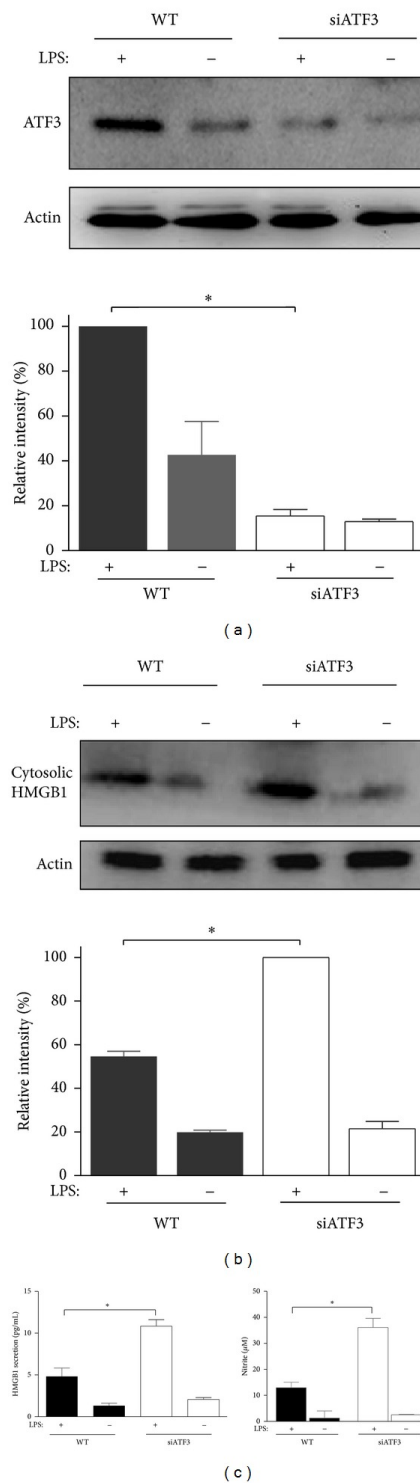 WT siATF3
LPS: + − + −
ATF3
Actin
*
100
80
60
40
20
0
Relative intensity (%)
LPS: + − + −
WT siATF3
( a )
WT siATF3
LPS: + − + −
Cytosolic
HMGB1
Actin
*
100
80
60
40
20
0
Relative intensity (%)
LPS: + − + −
WT siATF3
( b )
*
15
10
5
0
HMGB1 secretion (pg/mL)
LPS: + − + −
WT siATF3
*
40
30
20
10
0
Nitrite (μM)
LPS: + − + −
WT siATF3
( c )